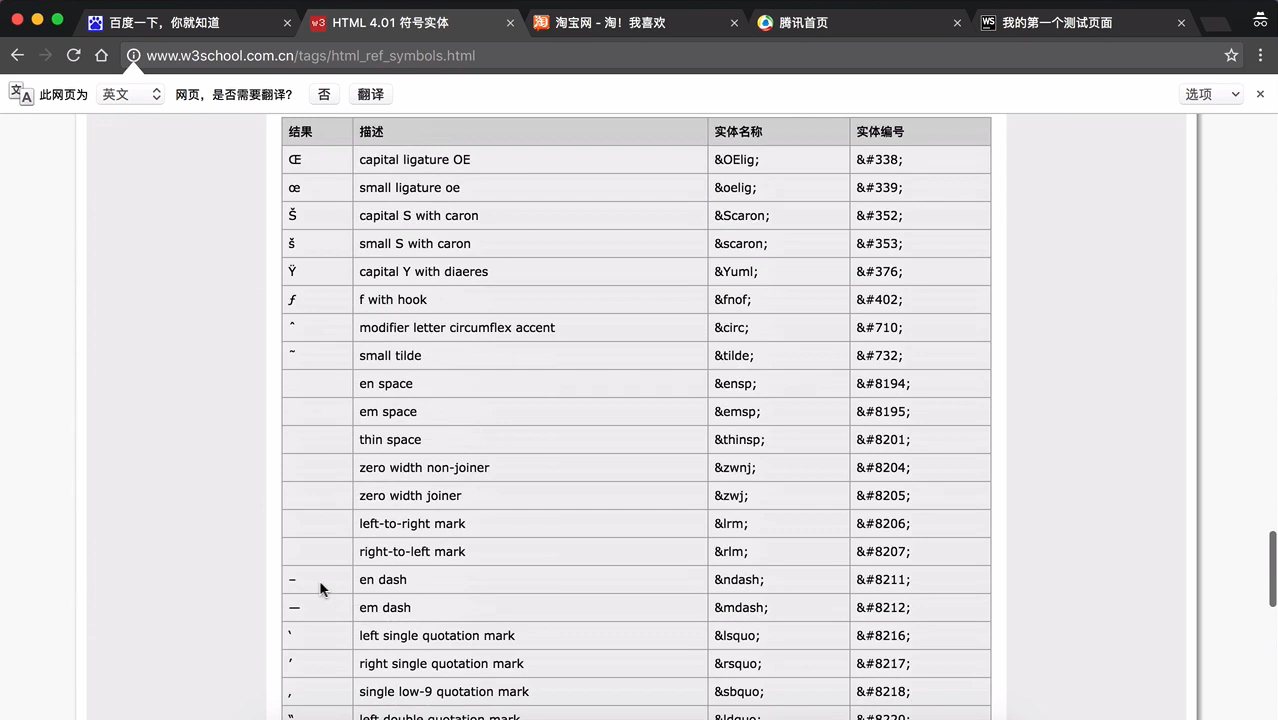 百度一下，你就知道
HTML 4.01 符号实体
淘宝网 - 淘！我喜欢
腾讯首页
我的第一个测试页面
www.w3school.com.cn/tags/html_ref_symbols.html
此网页为 英文 网页，是否需要翻译? 否 翻译 选项
结果 描述 实体名称 实体编号
Œ capital ligature OE &OElig; &#338;
œ small ligature oe &oelig; &#339;
Š capital S with caron &Scaron; &#352;
š small S with caron &scaron; &#353;
Ÿ capital Y with diaeres &Yuml; &#376;
ƒ f with hook &fnof; &#402;
ˆ modifier letter circumflex accent &circ; &#710;
˜ small tilde &tilde; &#732;
en space &ensp; &#8194;
em space &emsp; &#8195;
thin space &thinsp; &#8201;
zero width non-joiner &zwnj; &#8204;
zero width joiner &zwj; &#8205;
left-to-right mark &lrm; &#8206;
right-to-left mark &rlm; &#8207;
– en dash &ndash; &#8211;
— em dash &mdash; &#8212;
‘ left single quotation mark &lsquo; &#8216;
’ right single quotation mark &rsquo; &#8217;
‚ single low-9 quotation mark &sbquo; &#8218;
“ left double quotation mark &ldquo; &#8220;